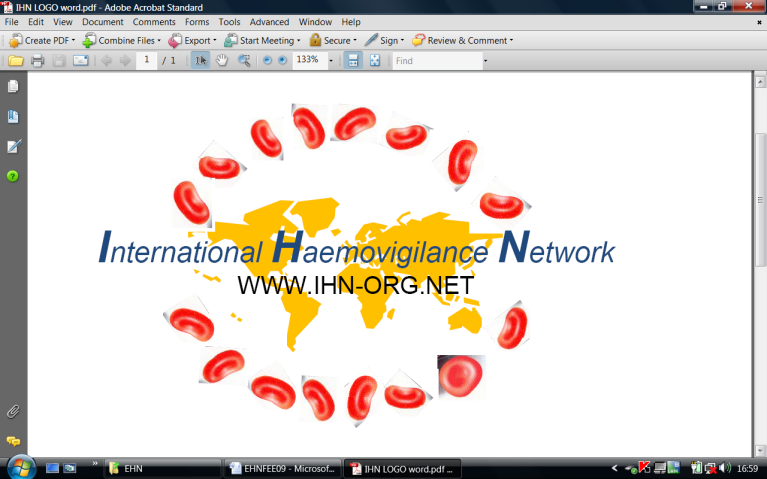 IHN LOGO word.pdf - Adobe Acrobat Standard
File Edit View Document Comments Forms Tools Advanced Window Help
Create PDF Combine Files Export Start Meeting Secure Sign Review & Comment
1 / 1 133% Find
International Haemovigilance Network
WWW.IHN-ORG.NET
» EHN EHNFEE09 - Microsof... IHN LOGO word.pdf ... < 16:59